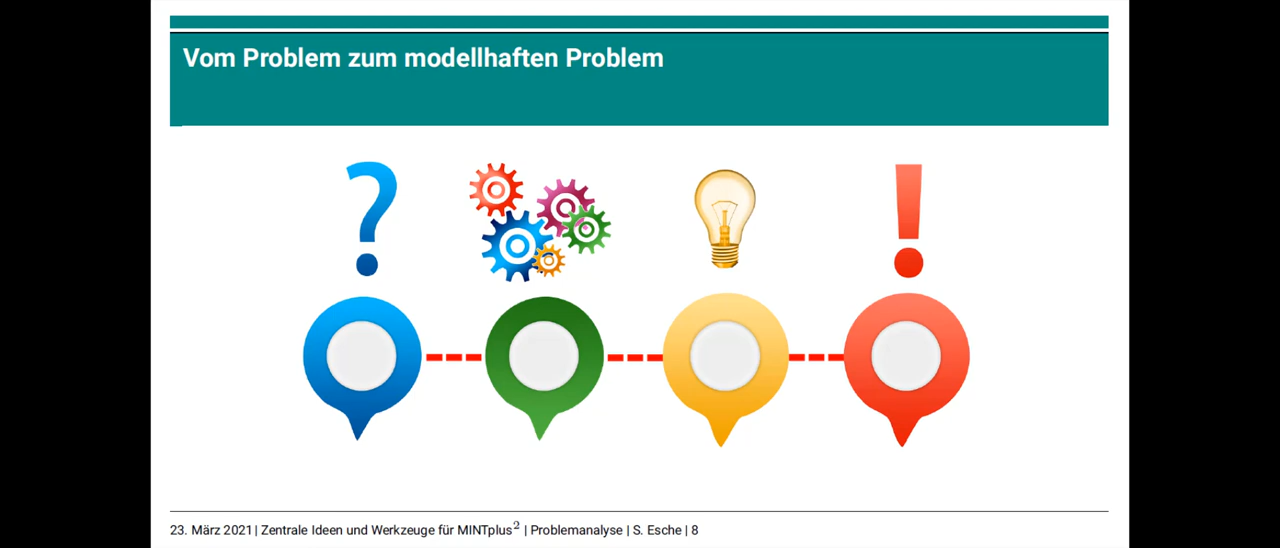 Vom Problem zum modellhaften Problem
?
!
23. März 2021 | Zentrale Ideen und Werkzeuge für MINTplus² | Problemanalyse | S. Esche | 8